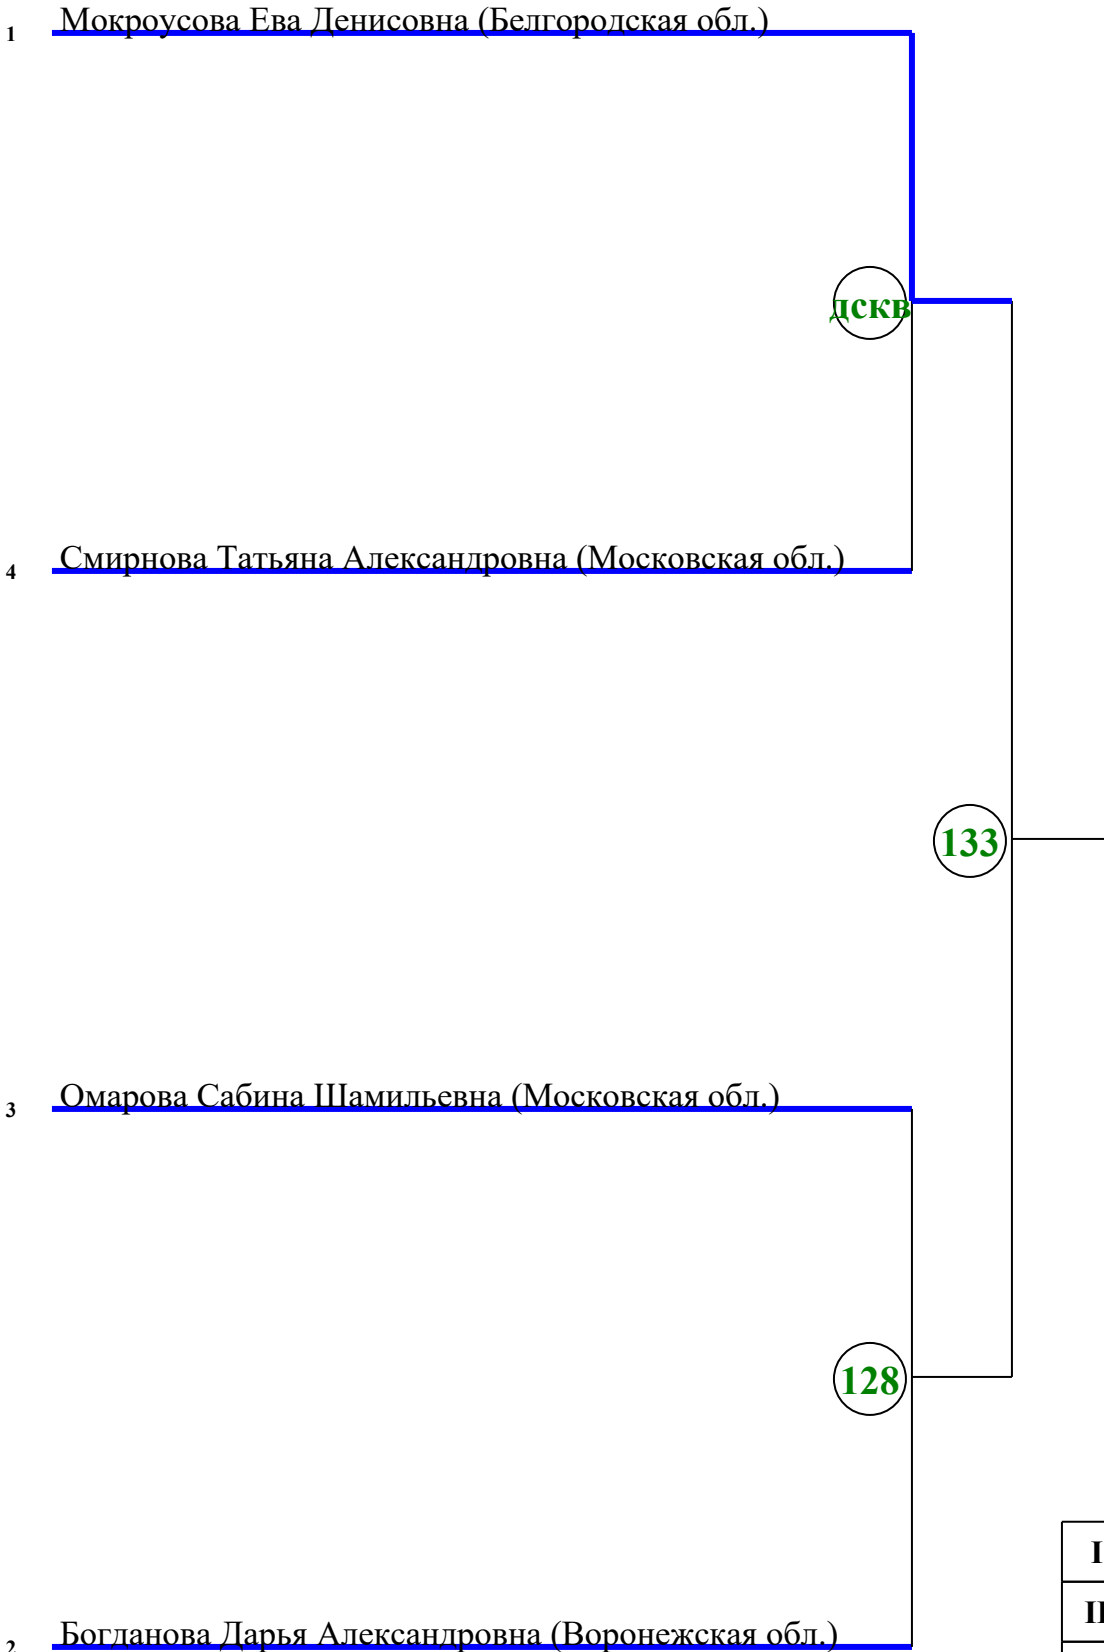 1 Мокроусова Ева Денисовна (Белгородская обл.)
дскв
4 Смирнова Татьяна Александровна (Московская обл.)
133
3 Омарова Сабина Шамильевна (Московская обл.)
128
I
II
2 Богданова Дарья Александровна (Воронежская обл.)